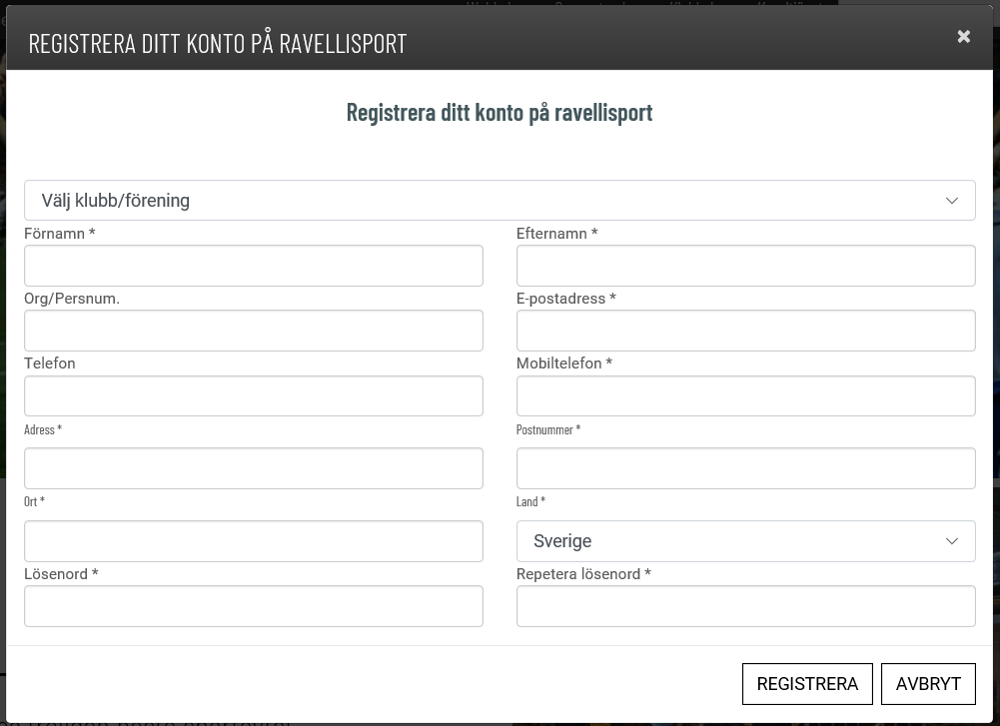 REGISTRERA DITT KONTO PÅ RAVELLISPORT
Registrera ditt konto på ravellisport
Välj klubb/förening
Förnamn *
Efternamn *
Org/Persnum.
E-postadress *
Telefon
Mobiltelefon *
Adress *
Postnummer *
Ort *
Land *
Sverige
Lösenord *
Repetera lösenord *
REGISTRERA
AVBRYT